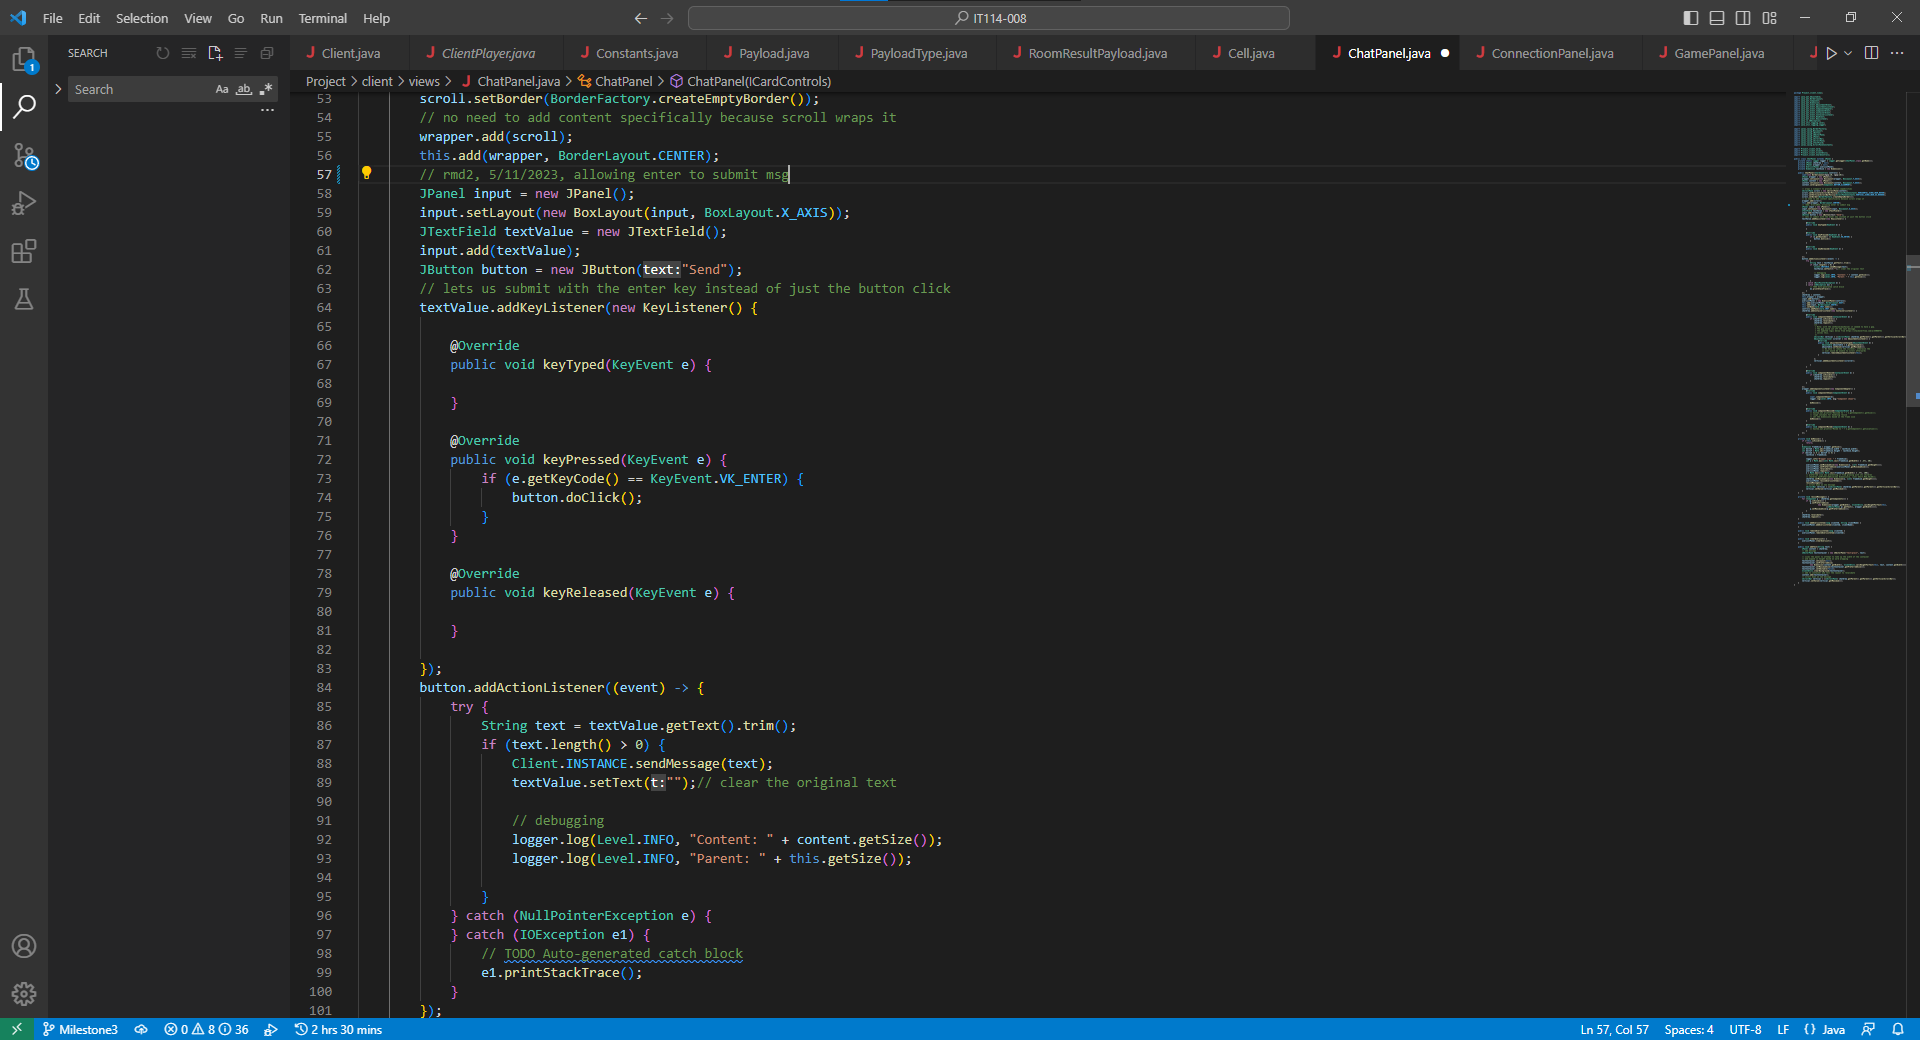 File Edit Selection View Go Run Terminal Help
IT114-008
SEARCH
Search
Aa ab .*
Client.java ClientPlayer.java Constants.java Payload.java PayloadType.java RoomResultPayload.java Cell.java ChatPanel.java ConnectionPanel.java GamePanel.java
Project > client > views > ChatPanel.java > ChatPanel > ChatPanel(ICardControls)
53 scroll.setBorder(BorderFactory.createEmptyBorder());
54 // no need to add content specifically because scroll wraps it
55 wrapper.add(scroll);
56 this.add(wrapper, BorderLayout.CENTER);
57 // rmd2, 5/11/2023, allowing enter to submit msg
58 JPanel input = new JPanel();
59 input.setLayout(new BoxLayout(input, BoxLayout.X_AXIS));
60 JTextField textValue = new JTextField();
61 input.add(textValue);
62 JButton button = new JButton(text:"Send");
63 // lets us submit with the enter key instead of just the button click
64 textValue.addKeyListener(new KeyListener() {
65
66 @Override
67 public void keyTyped(KeyEvent e) {
68
69 }
70
71 @Override
72 public void keyPressed(KeyEvent e) {
73 if (e.getKeyCode() == KeyEvent.VK_ENTER) {
74 button.doClick();
75 }
76 }
77
78 @Override
79 public void keyReleased(KeyEvent e) {
80
81 }
82
83 });
84 button.addActionListener((event) -> {
85 try {
86 String text = textValue.getText().trim();
87 if (text.length() > 0) {
88 Client.INSTANCE.sendMessage(text);
89 textValue.setText(t:"");// clear the original text
90
91 // debugging
92 logger.log(Level.INFO, "Content: " + content.getSize());
93 logger.log(Level.INFO, "Parent: " + this.getSize());
94
95 }
96 } catch (NullPointerException e) {
97 } catch (IOException e1) {
98 // TODO Auto-generated catch block
99 e1.printStackTrace();
100 }
101 });
1
Milestone3 0 8 36 2 hrs 30 mins Ln 57, Col 57 Spaces: 4 UTF-8 LF {} Java